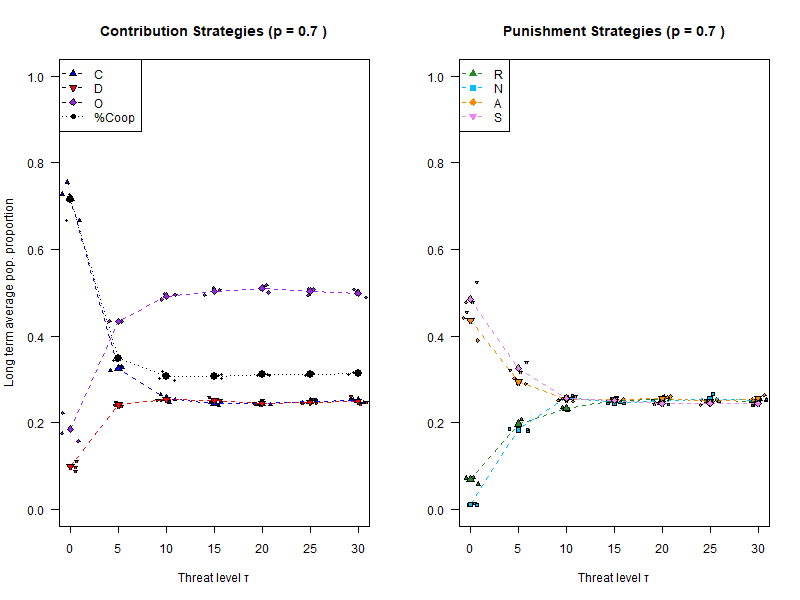 Contribution Strategies (p = 0.7 )
Long term average pop. proportion
1.0
0.8
0.6
0.4
0.2
0.0
C
D
O
%Coop
0 5 10 15 20 25 30
Threat level τ
Punishment Strategies (p = 0.7 )
1.0
0.8
0.6
0.4
0.2
0.0
R
N
A
S
0 5 10 15 20 25 30
Threat level τ